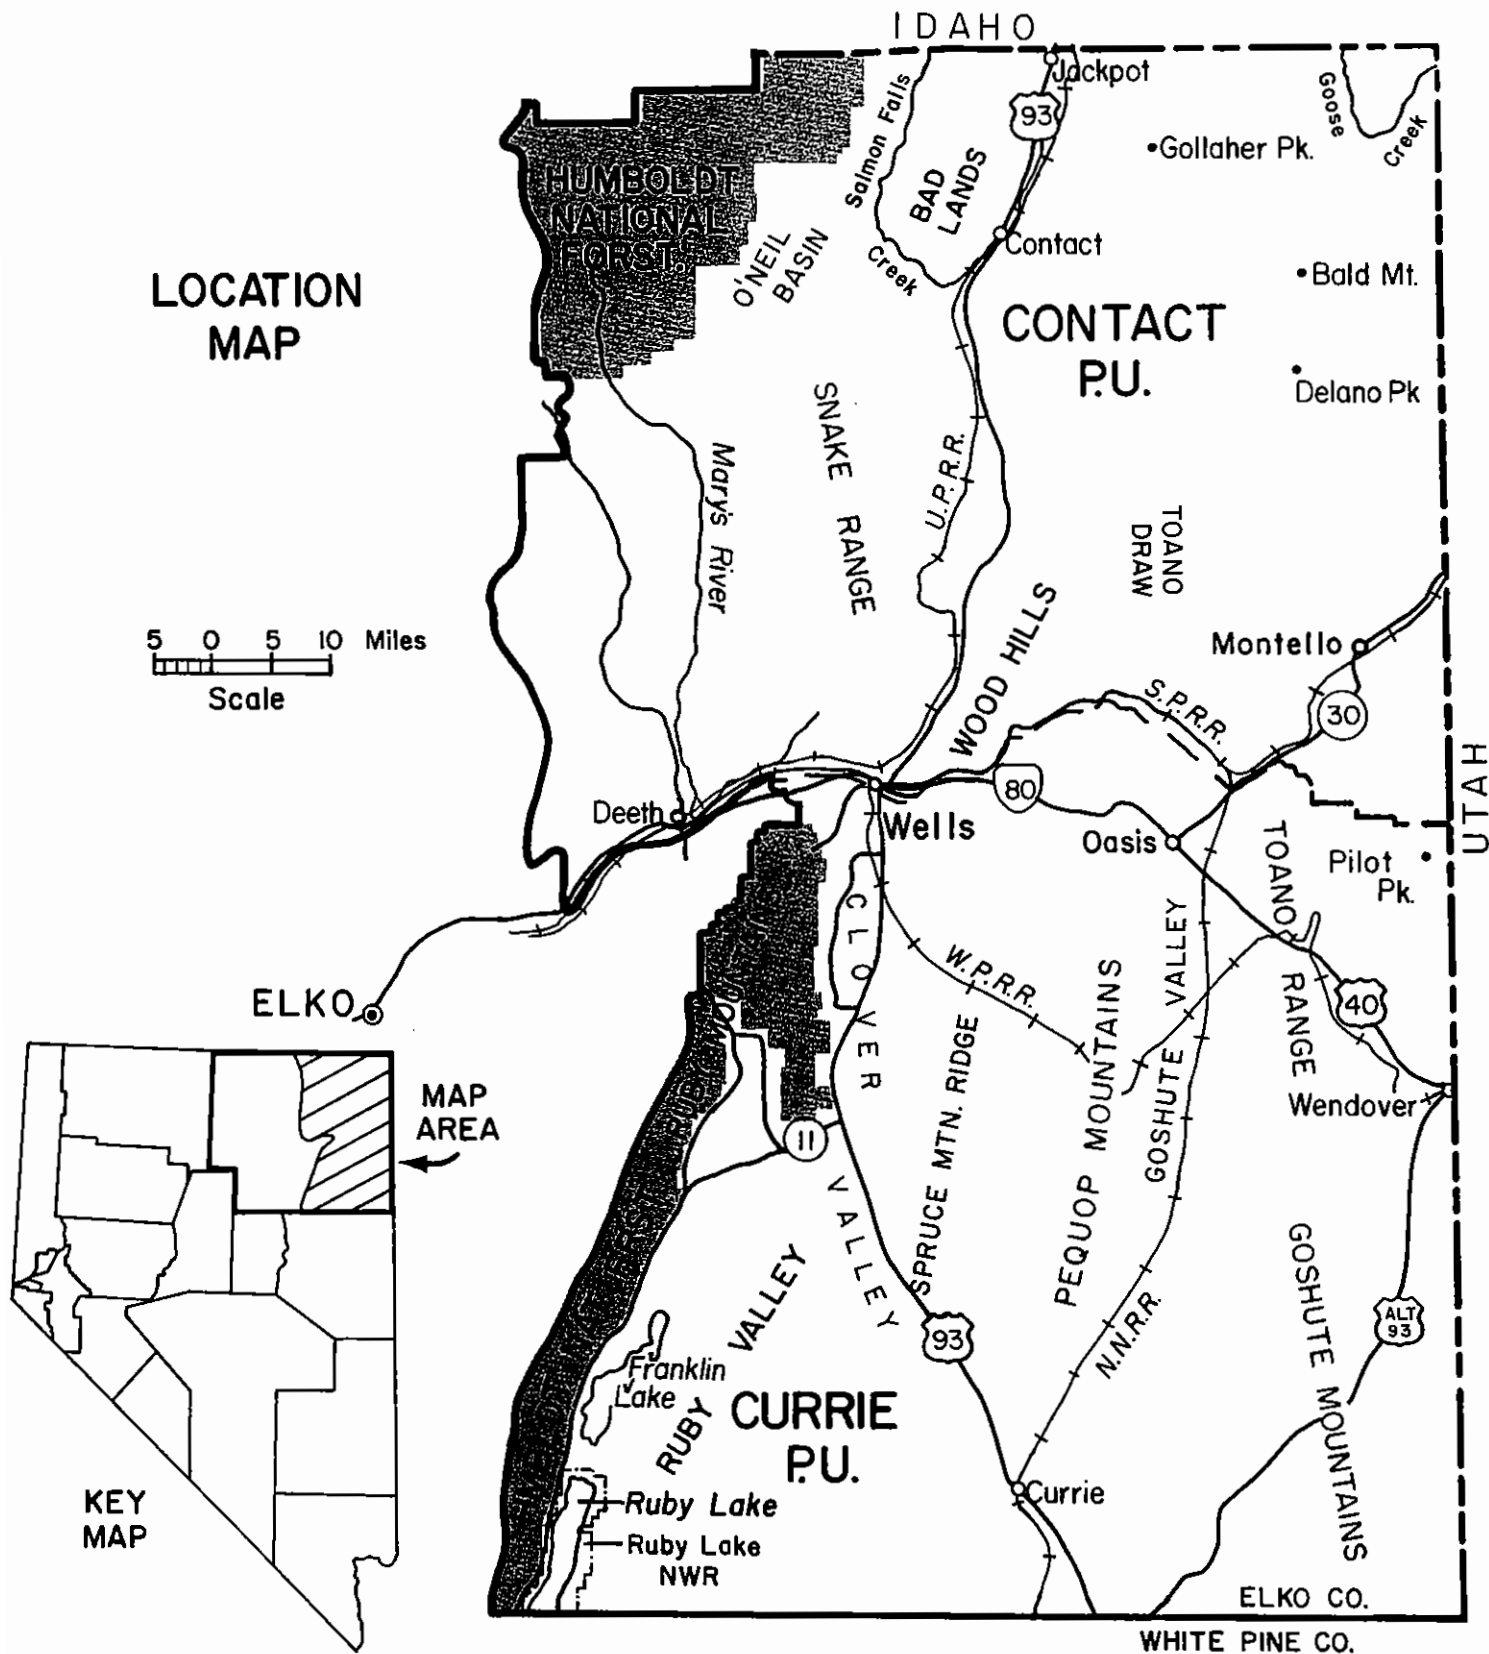 IDAHO
Jackpot
93
Goose
Creek
Gollaher Pk.
Salmon Falls
Creek
BAD
LANDS
HUMBOLDT
NATIONAL
FORST.
O'NEIL
BASIN
Contact
Bald Mt.
LOCATION
MAP
CONTACT
P.U.
Delano Pk
SNAKE RANGE
Mary's River
U.P.R.R.
TOANO
DRAW
5 0 5 10 Miles
Scale
WOOD HILLS
Montello
S.P.R.R.
30
UTAH
80
Deeth
Wells
Oasis
Pilot
Pk.
TOANO
RANGE
CLOVER
VALLEY
W.P.R.R.
GOSHUTE VALLEY
ELKO
40
PEQUOP MOUNTAINS
SPRUCE MTN. RIDGE
MAP
AREA
Wendover
11
RUBY VALLEY
GOSHUTE MOUNTAINS
ALT
93
93
N.N.R.R.
Franklin
Lake
CURRIE
P.U.
KEY
MAP
Ruby Lake
Currie
Ruby Lake
NWR
ELKO CO.
WHITE PINE CO.